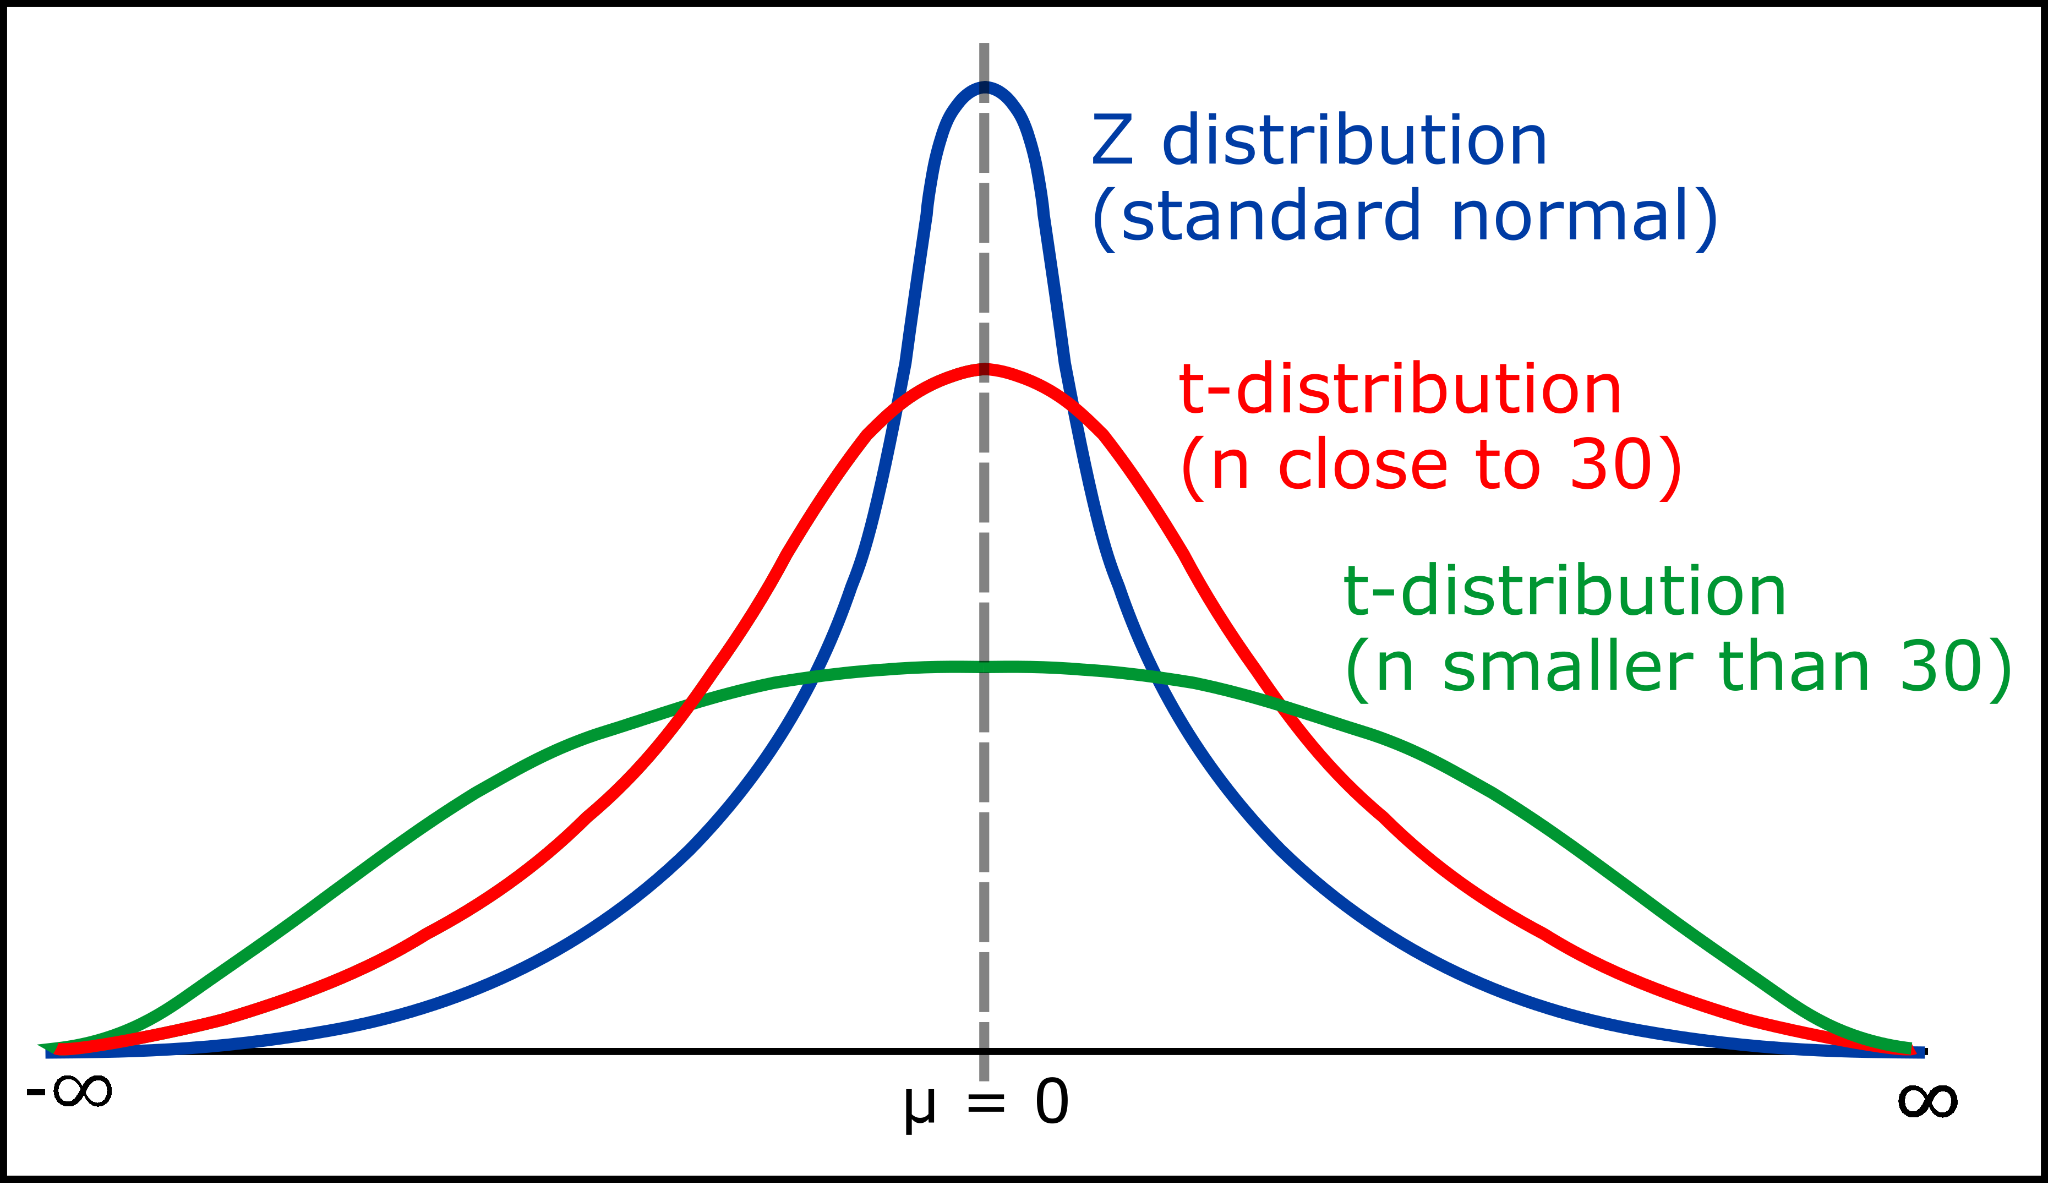 Z distribution
(standard normal)
t-distribution
(n close to 30)
t-distribution
(n smaller than 30)
-∞
μ = 0
∞